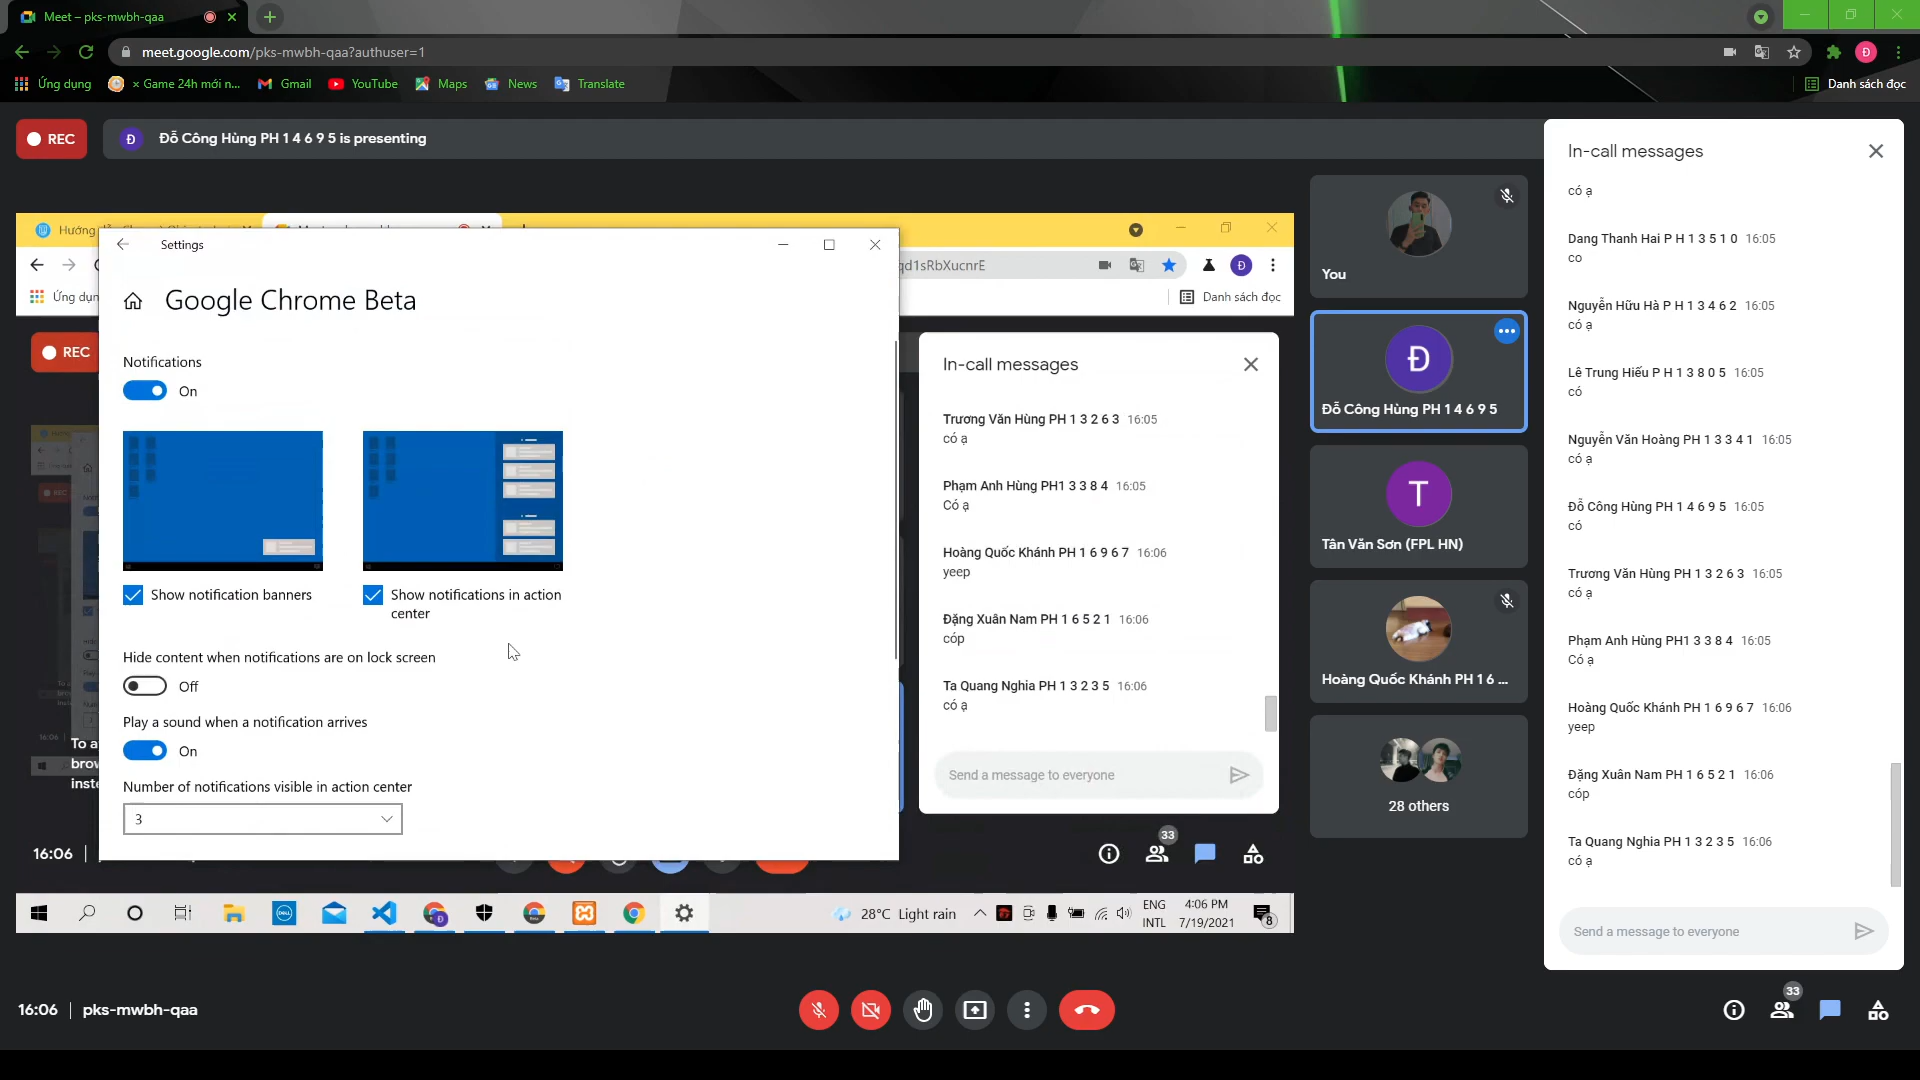 Meet – pks-mwbh-qaa
meet.google.com/pks-mwbh-qaa?authuser=1
Ứng dụng
× Game 24h mới n...
Gmail
YouTube
Maps
News
Translate
Danh sách đọc
REC
Đ
Đỗ Công Hùng PH 1 4 6 9 5 is presenting
Hướng
Settings
qd1sRbXucnrE
Ứng dụn
Danh sách đọc
Google Chrome Beta
REC
Notifications
On
Show notification banners
Show notifications in action
center
Hide content when notifications are on lock screen
Off
Play a sound when a notification arrives
On
Number of notifications visible in action center
3
To a
brow
inste
In-call messages
Trương Văn Hùng PH 1 3 2 6 3 16:05
có ạ
Phạm Anh Hùng PH1 3 3 8 4 16:05
Có ạ
Hoàng Quốc Khánh PH 1 6 9 6 7 16:06
yeep
Đặng Xuân Nam PH 1 6 5 2 1 16:06
cóp
Ta Quang Nghia PH 1 3 2 3 5 16:06
có ạ
Send a message to everyone
16:06
33
28°C Light rain
ENG
INTL
4:06 PM
7/19/2021
8
You
Đ
Đỗ Công Hùng PH 1 4 6 9 5
T
Tân Văn Sơn (FPL HN)
Hoàng Quốc Khánh PH 1 6 ...
28 others
In-call messages
có ạ
Dang Thanh Hai P H 1 3 5 1 0 16:05
co
Nguyễn Hữu Hà P H 1 3 4 6 2 16:05
có ạ
Lê Trung Hiếu P H 1 3 8 0 5 16:05
có
Nguyễn Văn Hoàng PH 1 3 3 4 1 16:05
có ạ
Đỗ Công Hùng PH 1 4 6 9 5 16:05
có
Trương Văn Hùng PH 1 3 2 6 3 16:05
có ạ
Phạm Anh Hùng PH1 3 3 8 4 16:05
Có ạ
Hoàng Quốc Khánh PH 1 6 9 6 7 16:06
yeep
Đặng Xuân Nam PH 1 6 5 2 1 16:06
cóp
Ta Quang Nghia PH 1 3 2 3 5 16:06
có ạ
Send a message to everyone
16:06 | pks-mwbh-qaa
33